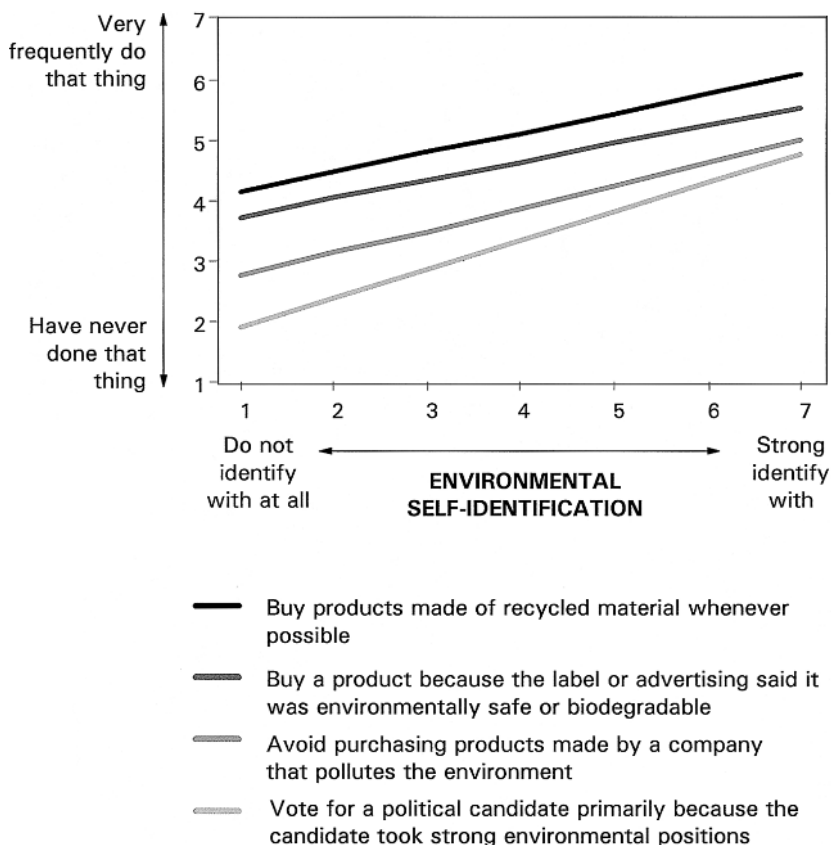 Very
frequently do
that thing
7
6
5
4
3
2
1
Have never
done that
thing
1 2 3 4 5 6 7
Do not
identify
with at all
ENVIRONMENTAL
SELF-IDENTIFICATION
Strong
identify
with
Buy products made of recycled material whenever
possible
Buy a product because the label or advertising said it
was environmentally safe or biodegradable
Avoid purchasing products made by a company
that pollutes the environment
Vote for a political candidate primarily because the
candidate took strong environmental positions